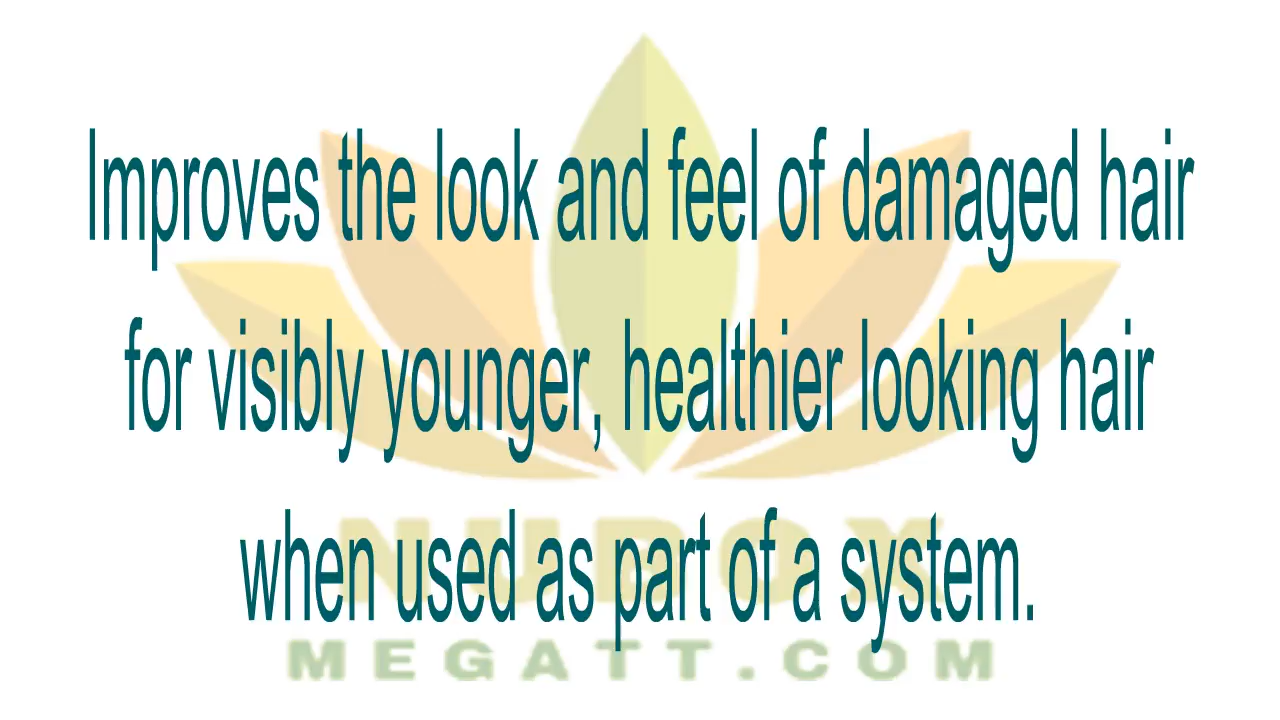 Improves the look and feel of damaged hair
for visibly younger, healthier looking hair
when used as part of a system.
NUBOX
MEGATT.COM